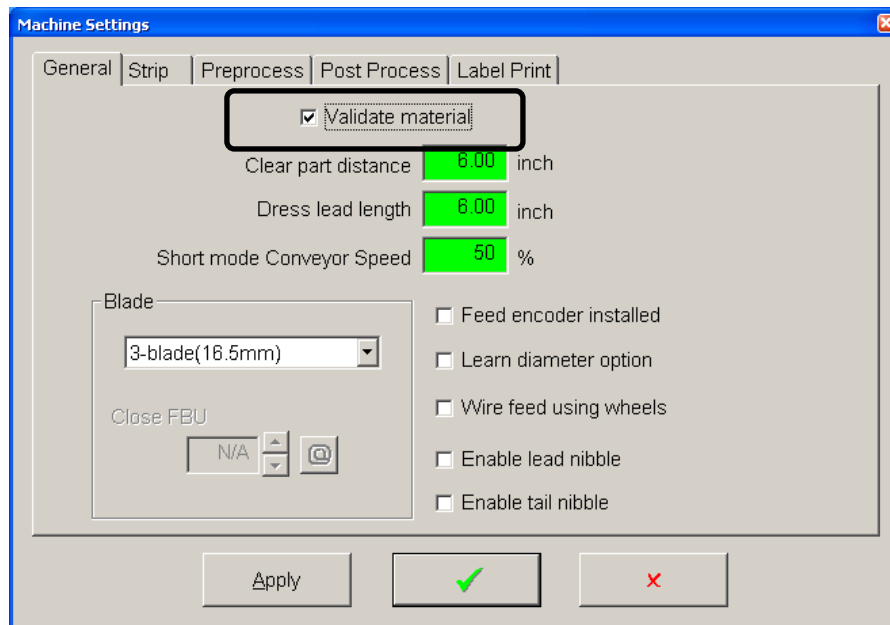 Machine Settings
General Strip Preprocess Post Process Label Print
Validate material
Clear part distance 6.00 inch
Dress lead length 6.00 inch
Short mode Conveyor Speed 50 %
Blade
3-blade(16.5mm)
Close FBU
N/A @
Feed encoder installed
Learn diameter option
Wire feed using wheels
Enable lead nibble
Enable tail nibble
Apply